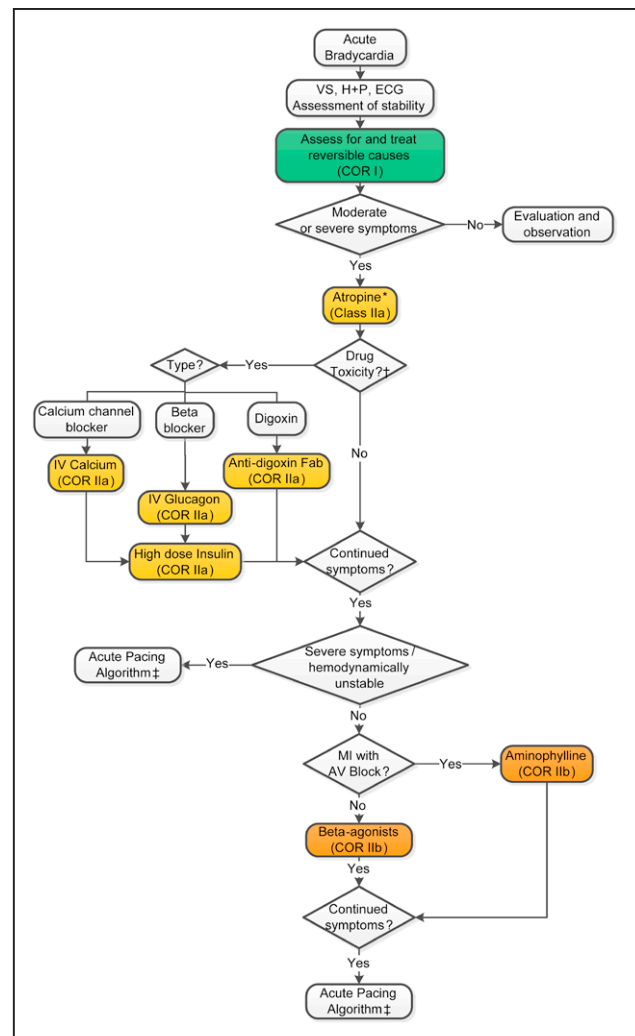 Acute
Bradycardia
VS, H+P, ECG
Assessment of stability
Assess for and treat
reversible causes
(COR I)
Moderate
or severe symptoms
No
Evaluation and
observation
Yes
Atropine*
(Class IIa)
Drug
Toxicity?‡
Yes
Type?
Calcium channel
blocker
Beta
blocker
Digoxin
No
IV Calcium
(COR IIa)
Anti-digoxin Fab
(COR IIa)
IV Glucagon
(COR IIa)
High dose Insulin
(COR IIa)
Continued
symptoms?
Yes
Severe symptoms/
hemodynamically
unstable
Yes
Acute Pacing
Algorithm‡
No
MI with
AV Block?
Yes
Aminophylline
(COR IIb)
No
Beta-agonists
(COR IIb)
Yes
Continued
symptoms?
Yes
Acute Pacing
Algorithm‡